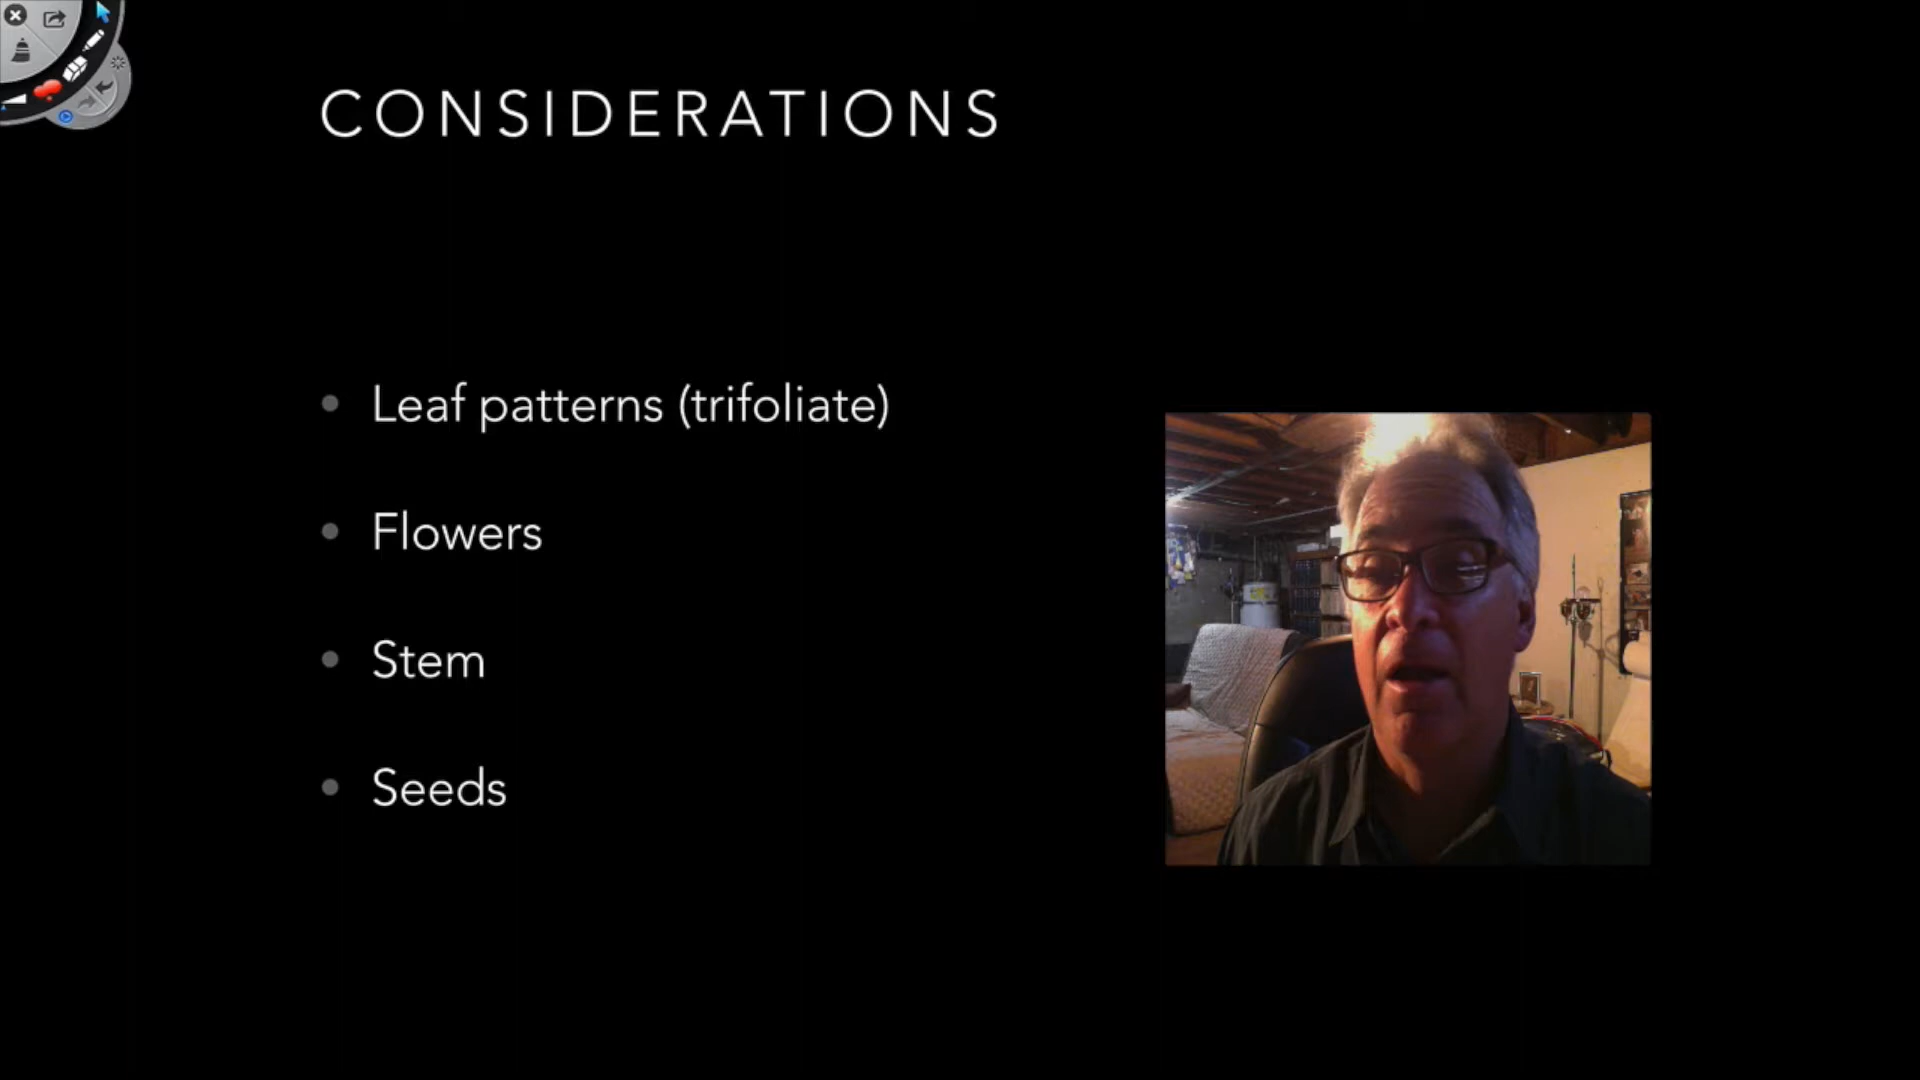 CONSIDERATIONS
Leaf patterns (trifoliate)
Flowers
Stem
Seeds